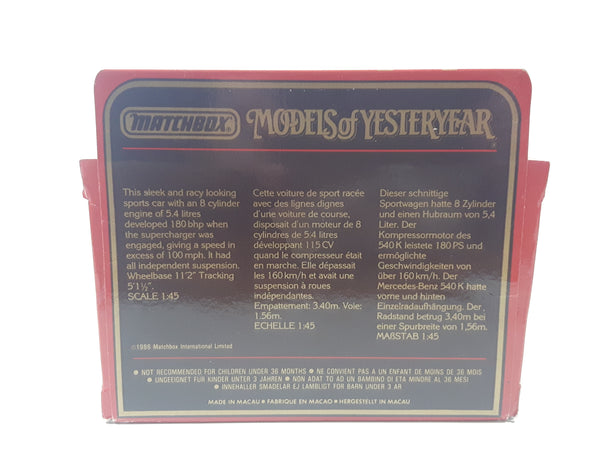 MATCHBOX MODELS of YESTERYEAR
This sleek and racy looking
sports car with an 8 cylinder
engine of 5.4 litres
developed 180 bhp when
the supercharger was
engaged, giving a speed in
excess of 100 mph. It had
all independent suspension.
Wheelbase 11'2" Tracking
5'1½".
SCALE 1:45
Cette voiture de sport racée
avec des lignes dignes
d'une voiture de course,
disposait d'un moteur de 8
cylindres de 5.4 litres
développant 115 CV
quand le compresseur était
en marche. Elle dépassait
les 160 km/h et avait une
suspension à roues
indépendantes.
Empattement: 3.40m. Voie:
1,56m.
ECHELLE 1:45
Dieser schnittige
Sportwagen hatte 8 Zylinder
und einen Hubraum von 5,4
Liter. Der
Kompressormotor des
540 K leistete 180 PS und
ermöglichte
Geschwindigkeiten von
über 160 km/h. Der
Mercedes-Benz 540 K hatte
vorne und hinten
Einzelradaufhängung. Der
Radstand betrug 3,40m bei
einer Spurbreite von 1,56m.
MAßSTAB 1:45
©1986 Matchbox International Limited
• NOT RECOMMENDED FOR CHILDREN UNDER 36 MONTHS • NE CONVIENT PAS A UN ENFANT DE MOINS DE 36 MOIS
• UNGEEIGNET FUR KINDER UNTER 3 JAHREN • NON ADAT TO AD UN BAMBINO DI ETA MINORE AL 36 MESI
• INNEHALLER SMADELAR EJ LAMBLIGT FOR BARN UNDER 3 AR
MADE IN MACAU • FABRIQUE EN MACAO • HERGESTELLT IN MACAU